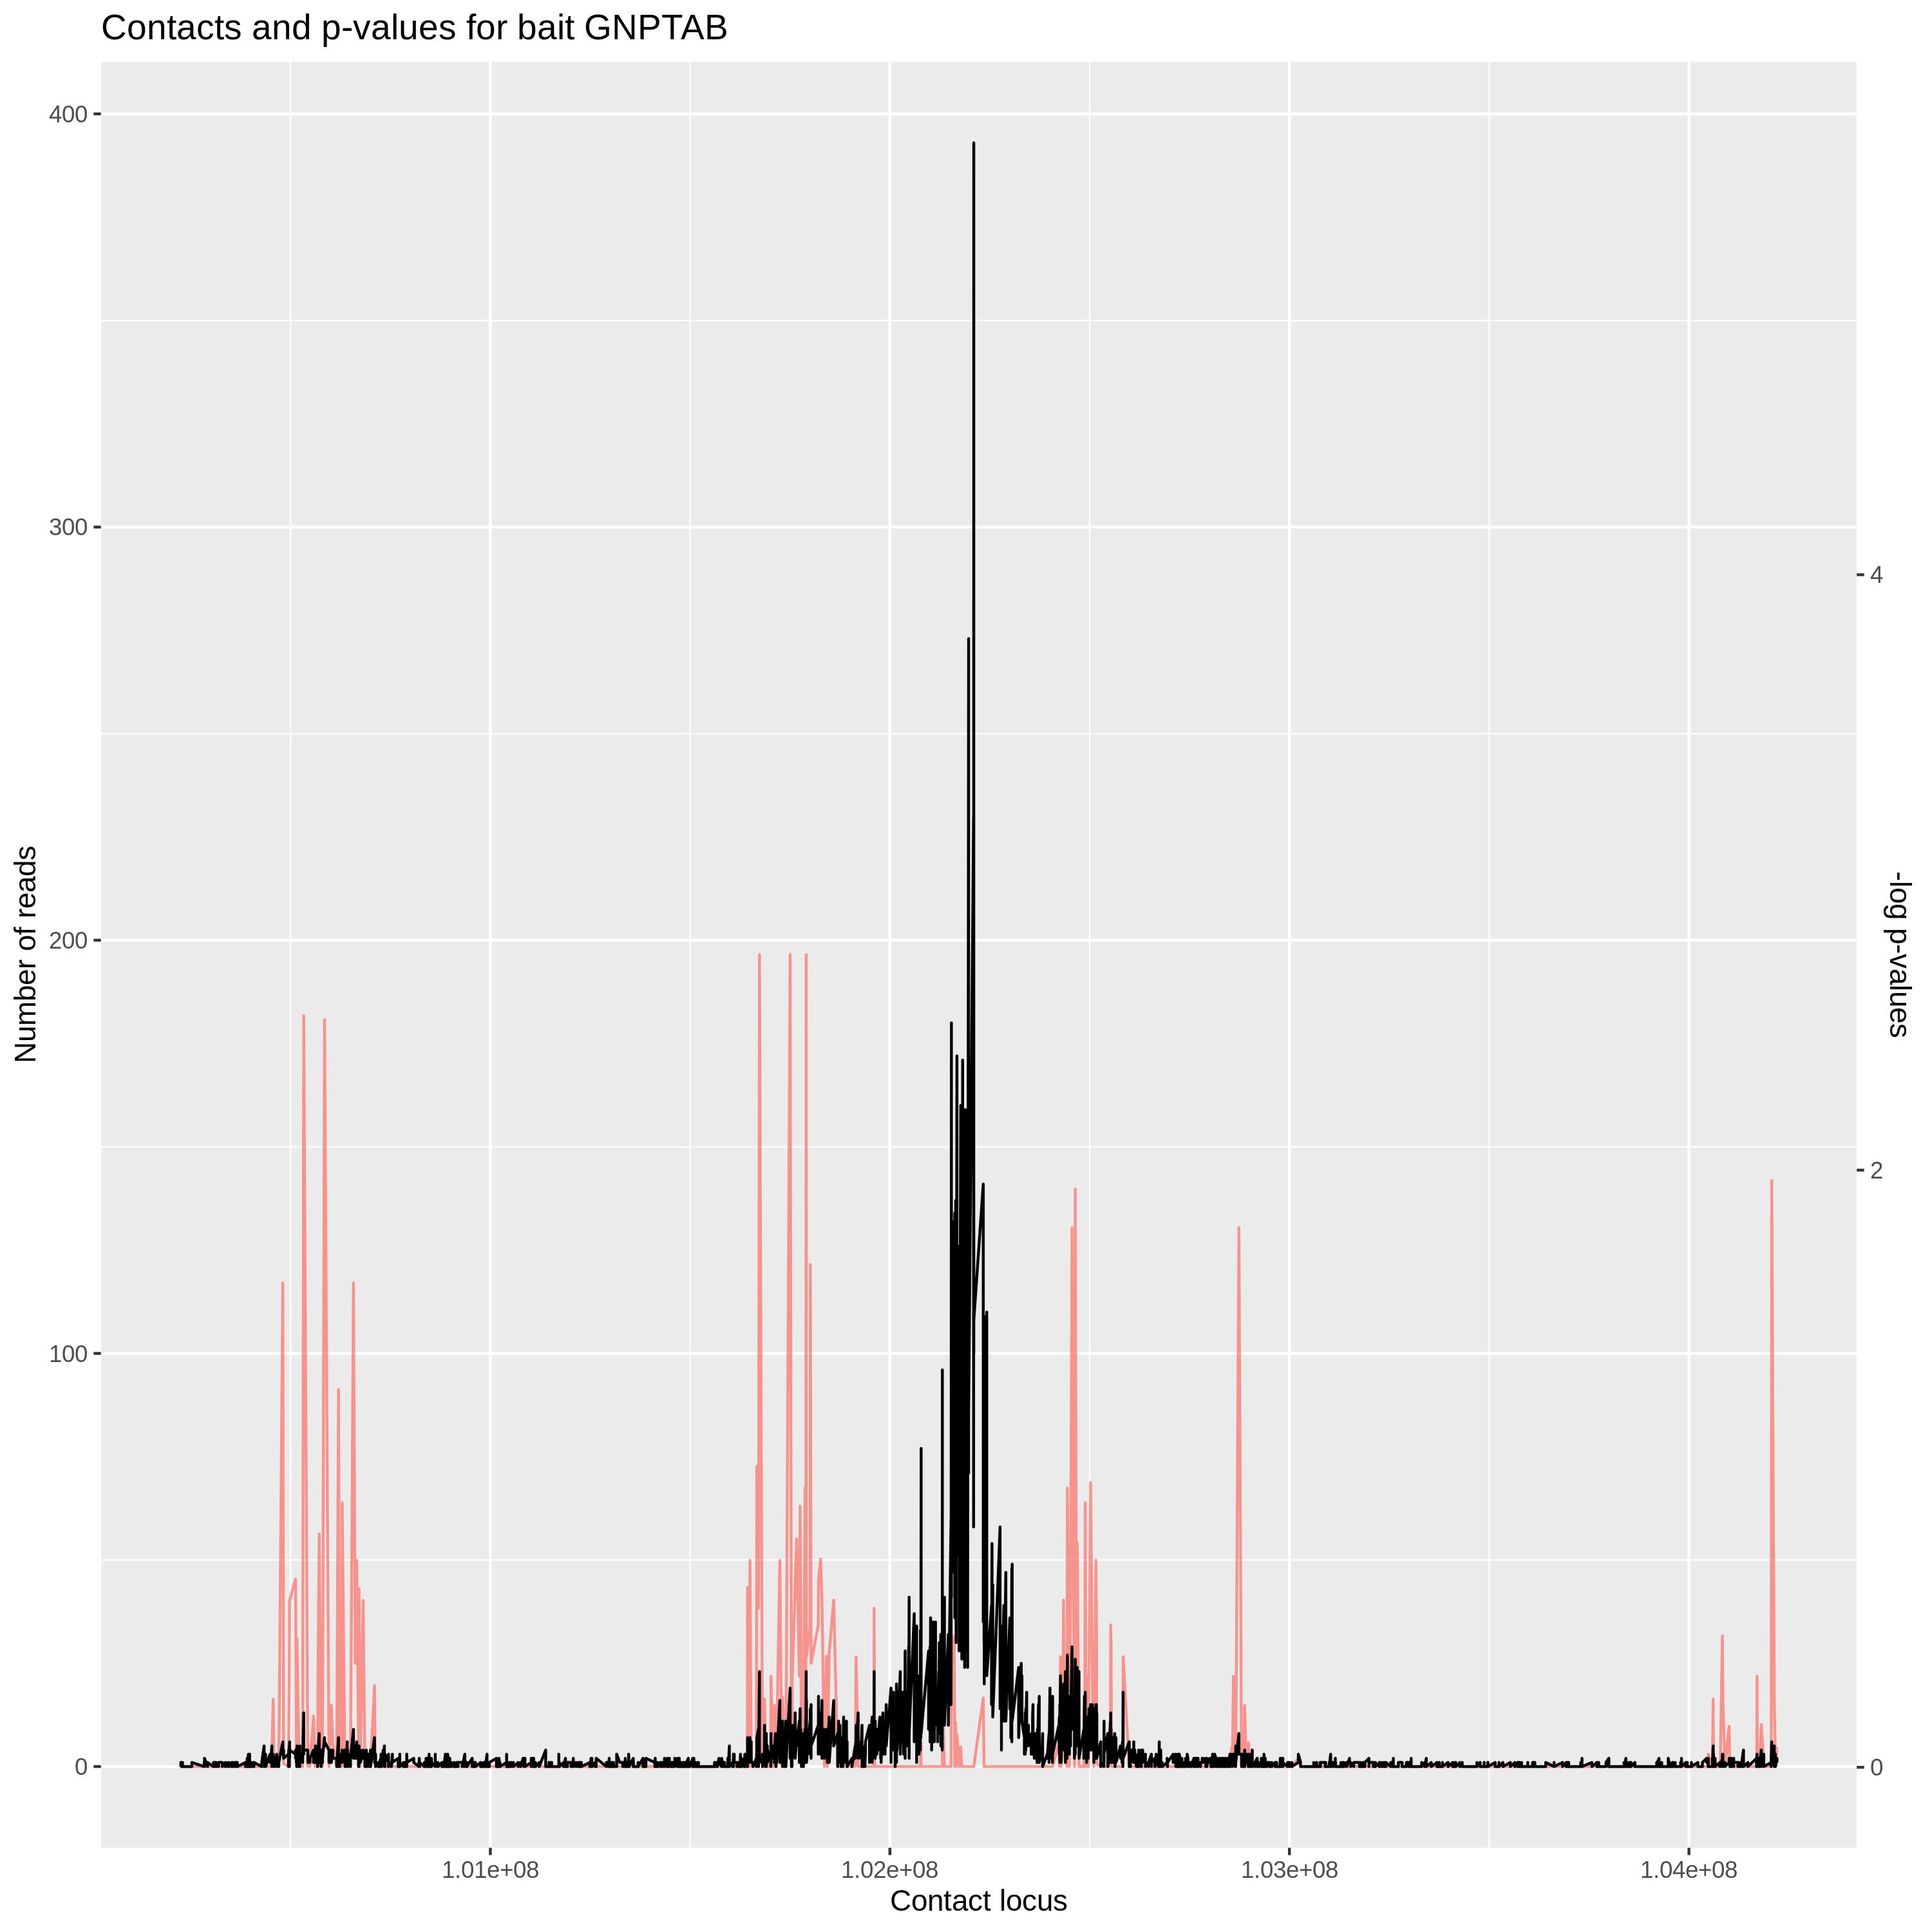 Contacts and p-values for bait GNPTAB
400
300
200
100
0
Number of reads
4
2
0
-log p-values
1.01e+08
1.02e+08
1.03e+08
1.04e+08
Contact locus